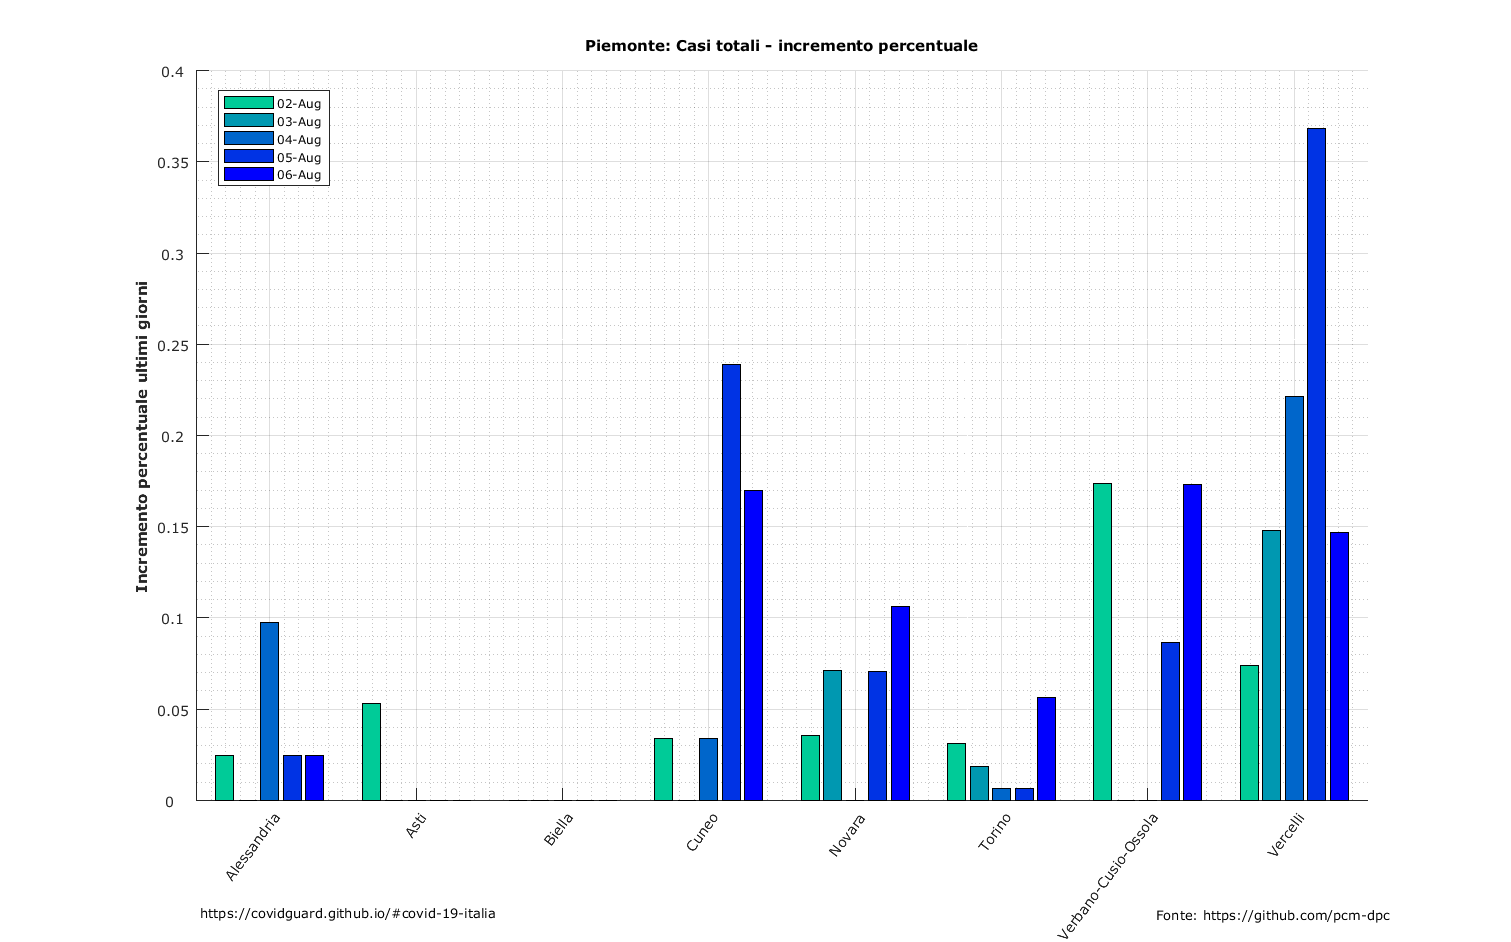 Piemonte: Casi totali - incremento percentuale
0.4
0.35
0.3
0.25
0.2
0.15
0.1
0.05
0
Incremento percentuale ultimi giorni
02-Aug
03-Aug
04-Aug
05-Aug
06-Aug
Alessandria
Asti
Biella
Cuneo
Novara
Torino
Verbano-Cusio-Ossola
Vercelli
https://covidguard.github.io/#covid-19-italia
Fonte: https://github.com/pcm-dpc